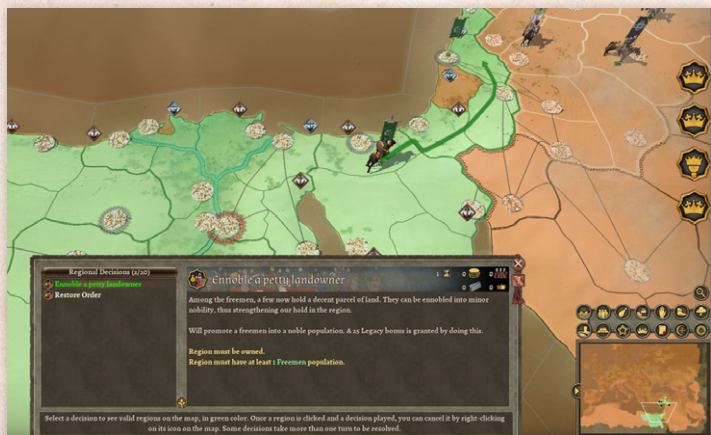 Regional Decisions (2/20)
Ennoble a petty landowner
Restore Order
Ennoble a petty landowner
1
0
0
0
0
Among the freemen, a few now hold a decent parcel of land. They can be ennobled into minor
nobility, thus strengthening our hold in the region.
Will promote a freemen into a noble population. A 25 Legacy bonus is granted by doing this.
Region must be owned.
Region must have at least 1 Freemen population.
Select a decision to see valid regions on the map, in green color. Once a region is clicked and a decision played, you can cancel it by right-clicking
on its icon on the map. Some decisions take more than one turn to be resolved.